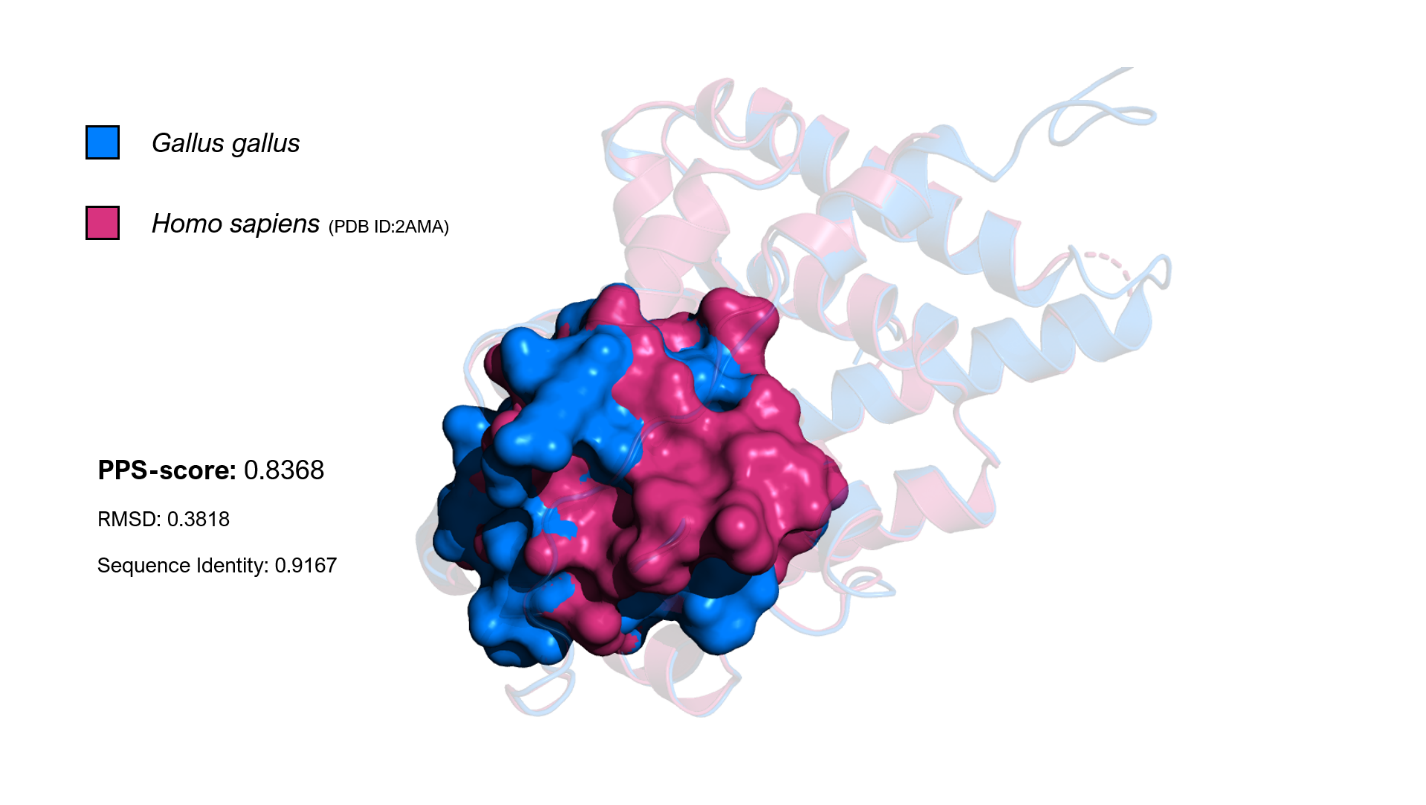 Gallus gallus
Homo sapiens (PDB ID:2AMA)
PPS-score: 0.8368
RMSD: 0.3818
Sequence Identity: 0.9167